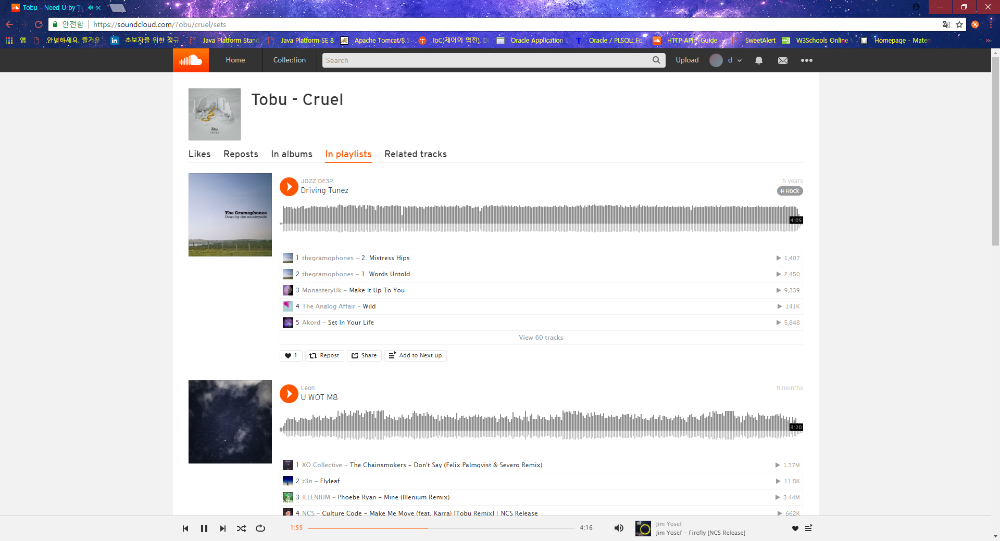 Tobu - Need U by
안전함 https://soundcloud.com/7obu/cruel/sets
앱 안녕하세요. 즐거운 초보자를 위한 정규 Java Platform Stand Java Platform SE 8 Apache Tomcat/8.5 IoC(제어의 역전), D Oracle Application Oracle / PLSQL: HTTP API - Guide SweetAlert W3Schools Online Homepage - Materi
Home Collection Search Upload d •••
Tobu - Cruel
7obu
CRUEL
Likes Reposts In albums In playlists Related tracks
The Gramophones
Down by the countryside
JOZZ DE3P 5 years
Driving Tunez # Rock
4:05
1 thegramophones – 2. Mistress Hips 1,407
2 thegramophones – 1. Words Untold 2,450
3 MonasteryUk – Make It Up To You 9,339
4 The Analog Affair – Wild 141K
5 Akord – Set In Your Life 5,848
View 60 tracks
1 Repost Share Add to Next up
Leon 11 months
U WOT M8
3:20
1 XO Collective – The Chainsmokers – Don't Say (Felix Palmqvist & Severo Remix) 1.37M
2 r3n – Flyleaf 11.8K
3 ILLENIUM – Phoebe Ryan – Mine (Illenium Remix) 3.44M
4 NCS – Culture Code – Make Me Move (feat. Karra) [Tobu Remix] | NCS Release 662K
1:55 4:16 Jim Yosef
Jim Yosef – Firefly [NCS Release]